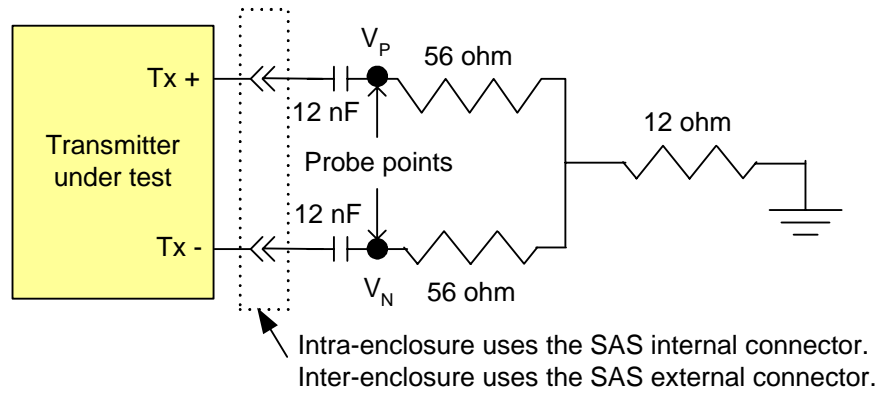 V_P
56 ohm
Tx +
12 nF
12 ohm
Transmitter
under test
Probe points
12 nF
Tx -
V_N
56 ohm
Intra-enclosure uses the SAS internal connector.
Inter-enclosure uses the SAS external connector.